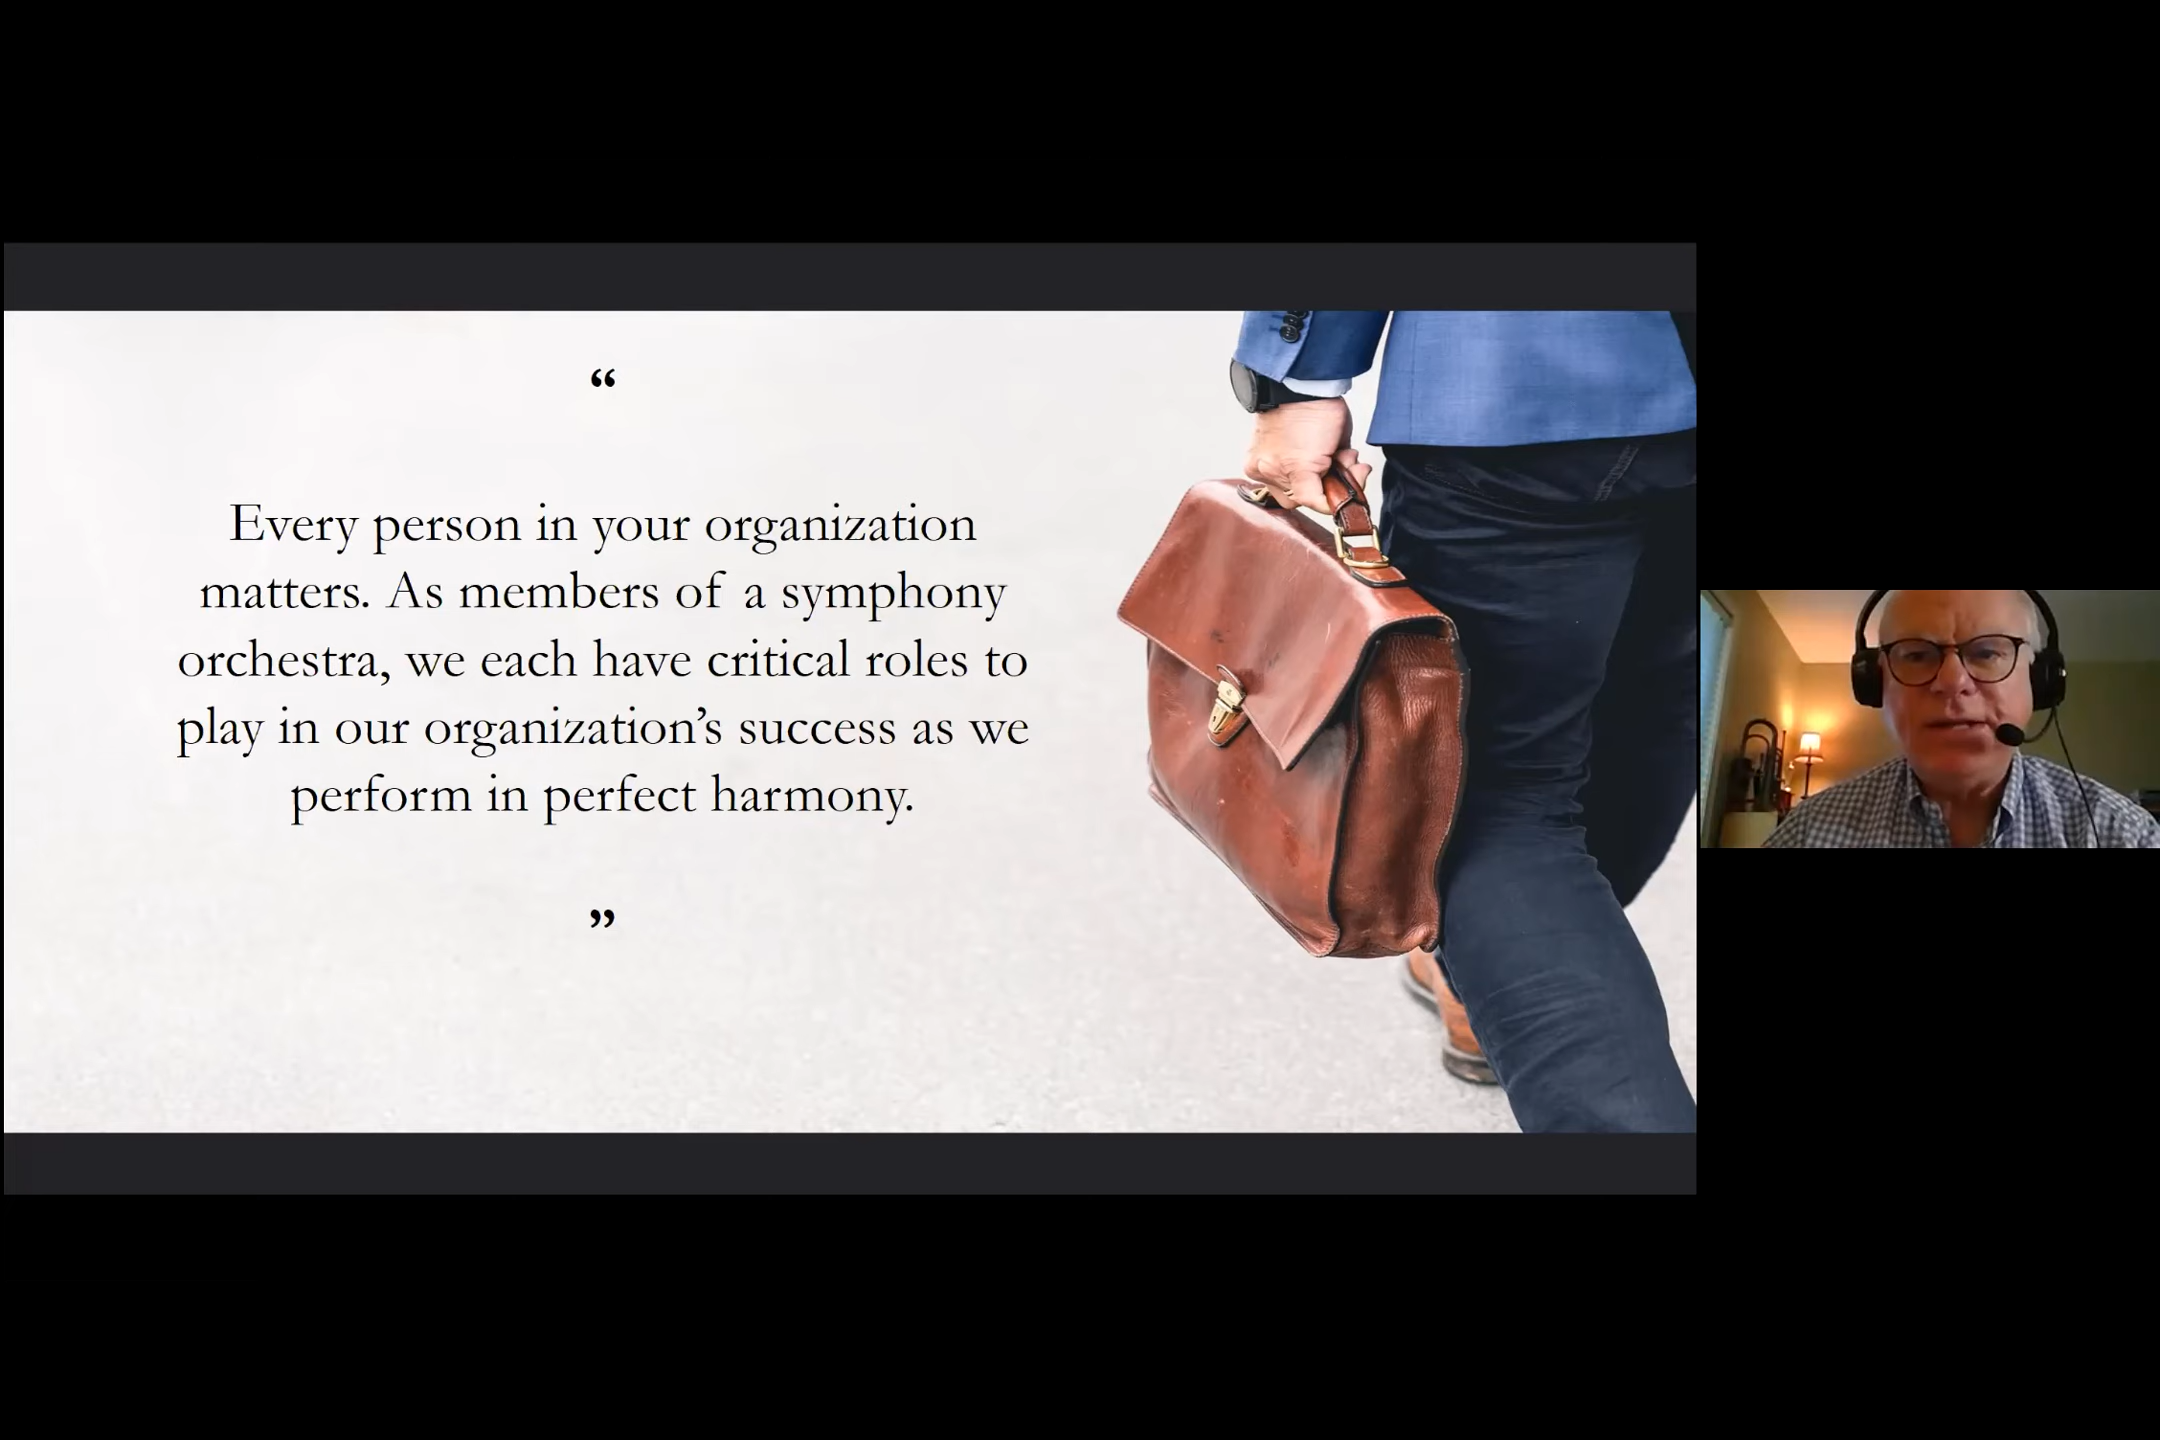 “
Every person in your organization
matters. As members of a symphony
orchestra, we each have critical roles to
play in our organization’s success as we
perform in perfect harmony.
”